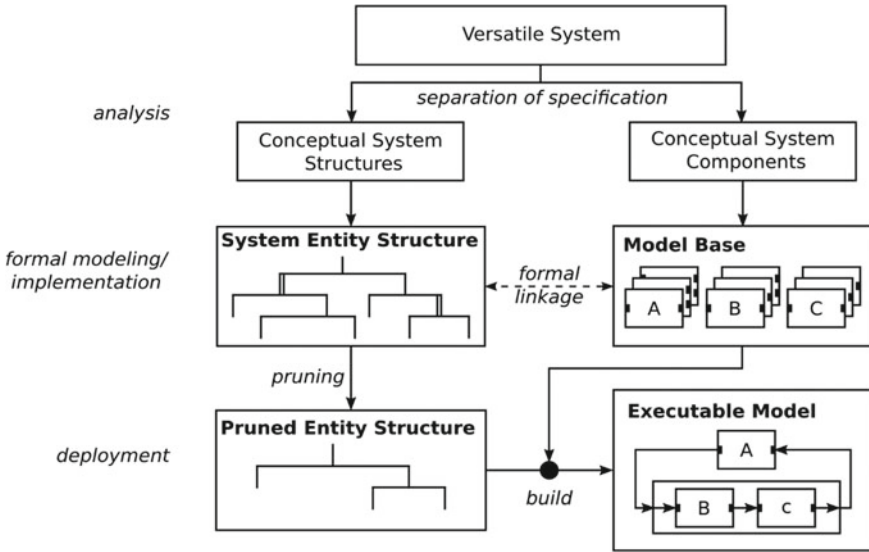 Versatile System
analysis
separation of specification
Conceptual System
Structures
Conceptual System
Components
formal modeling/
implementation
System Entity Structure
formal
linkage
Model Base
A
B
C
pruning
deployment
Pruned Entity Structure
build
Executable Model
A
B
c